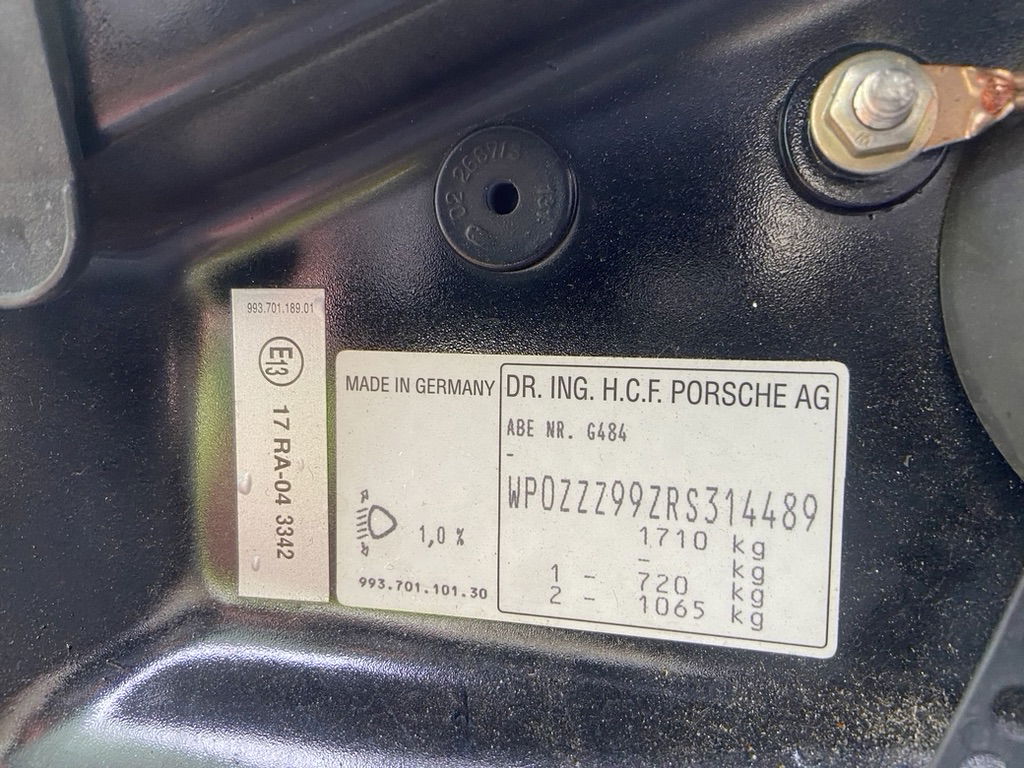 993.701.189.01
E13
17 RA-04 3342
MADE IN GERMANY
1,0 %
993.701.101.30
DR. ING. H.C.F. PORSCHE AG
ABE NR. G484
-
WP0ZZZ99ZRS314489
1710 kg
- kg
1 - 720 kg
2 - 1065 kg